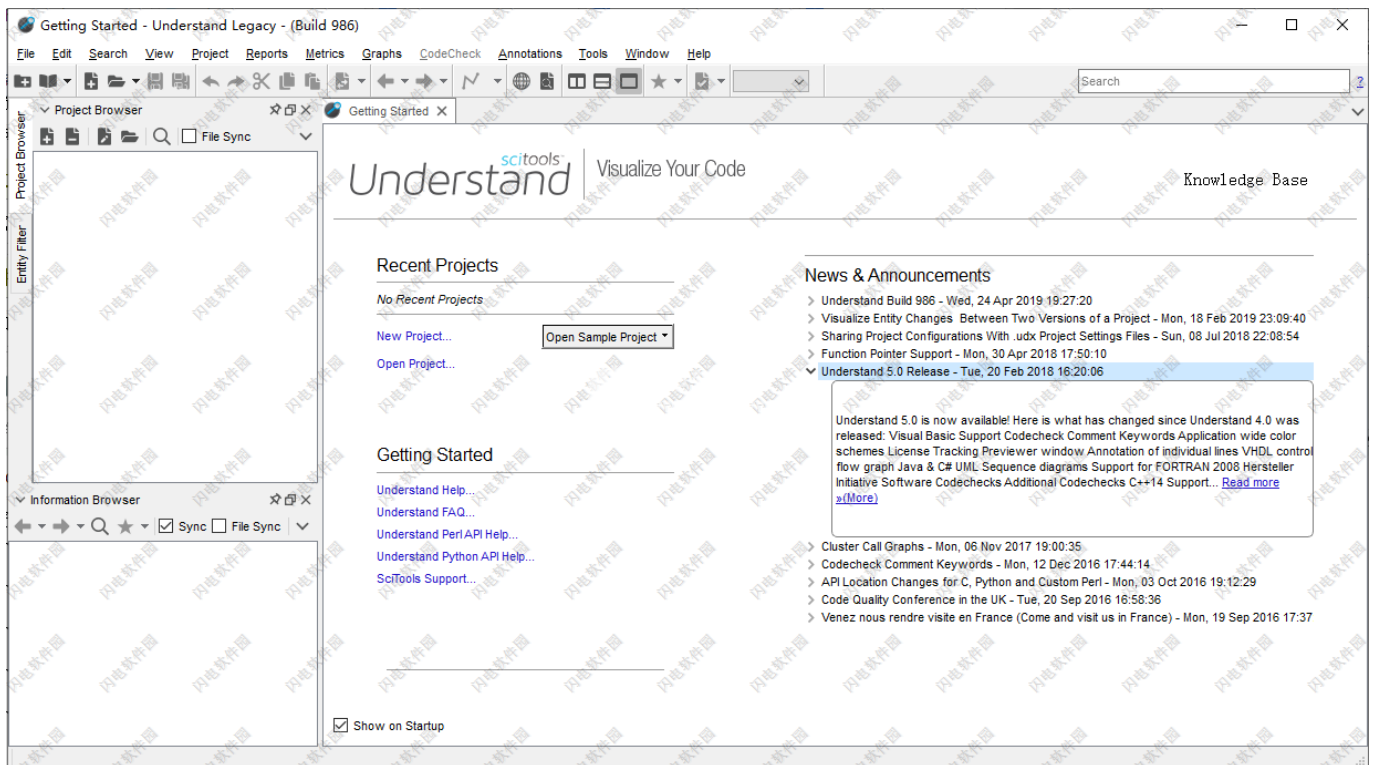 Getting Started - Understand Legacy - (Build 986)
File Edit Search View Project Reports Metrics Graphs CodeCheck Annotations Tools Window Help
Search
?
Project Browser
File Sync
Project Browser
Entity Filter
Information Browser
Sync File Sync
Getting Started
Understand
scitools
Visualize Your Code
Knowledge Base
Recent Projects
No Recent Projects
New Project...
Open Sample Project
Open Project...
Getting Started
Understand Help...
Understand FAQ...
Understand Perl API Help...
Understand Python API Help...
SciTools Support...
Show on Startup
News & Announcements
Understand Build 986 - Wed, 24 Apr 2019 19:27:20
Visualize Entity Changes Between Two Versions of a Project - Mon, 18 Feb 2019 23:09:40
Sharing Project Configurations With .udx Project Settings Files - Sun, 08 Jul 2018 22:08:54
Function Pointer Support - Mon, 30 Apr 2018 17:50:10
Understand 5.0 Release - Tue, 20 Feb 2018 16:20:06
Understand 5.0 is now available! Here is what has changed since Understand 4.0 was
released: Visual Basic Support Codecheck Comment Keywords Application wide color
schemes License Tracking Previewer window Annotation of individual lines VHDL control
flow graph Java & C# UML Sequence diagrams Support for FORTRAN 2008 Hersteller
Initiative Software Codechecks Additional Codechecks C++14 Support... Read more
»(More)
Cluster Call Graphs - Mon, 06 Nov 2017 19:00:35
Codecheck Comment Keywords - Mon, 12 Dec 2016 17:44:14
API Location Changes for C, Python and Custom Perl - Mon, 03 Oct 2016 19:12:29
Code Quality Conference in the UK - Tue, 20 Sep 2016 16:58:36
Venez nous rendre visite en France (Come and visit us in France) - Mon, 19 Sep 2016 17:37
闪电软件园